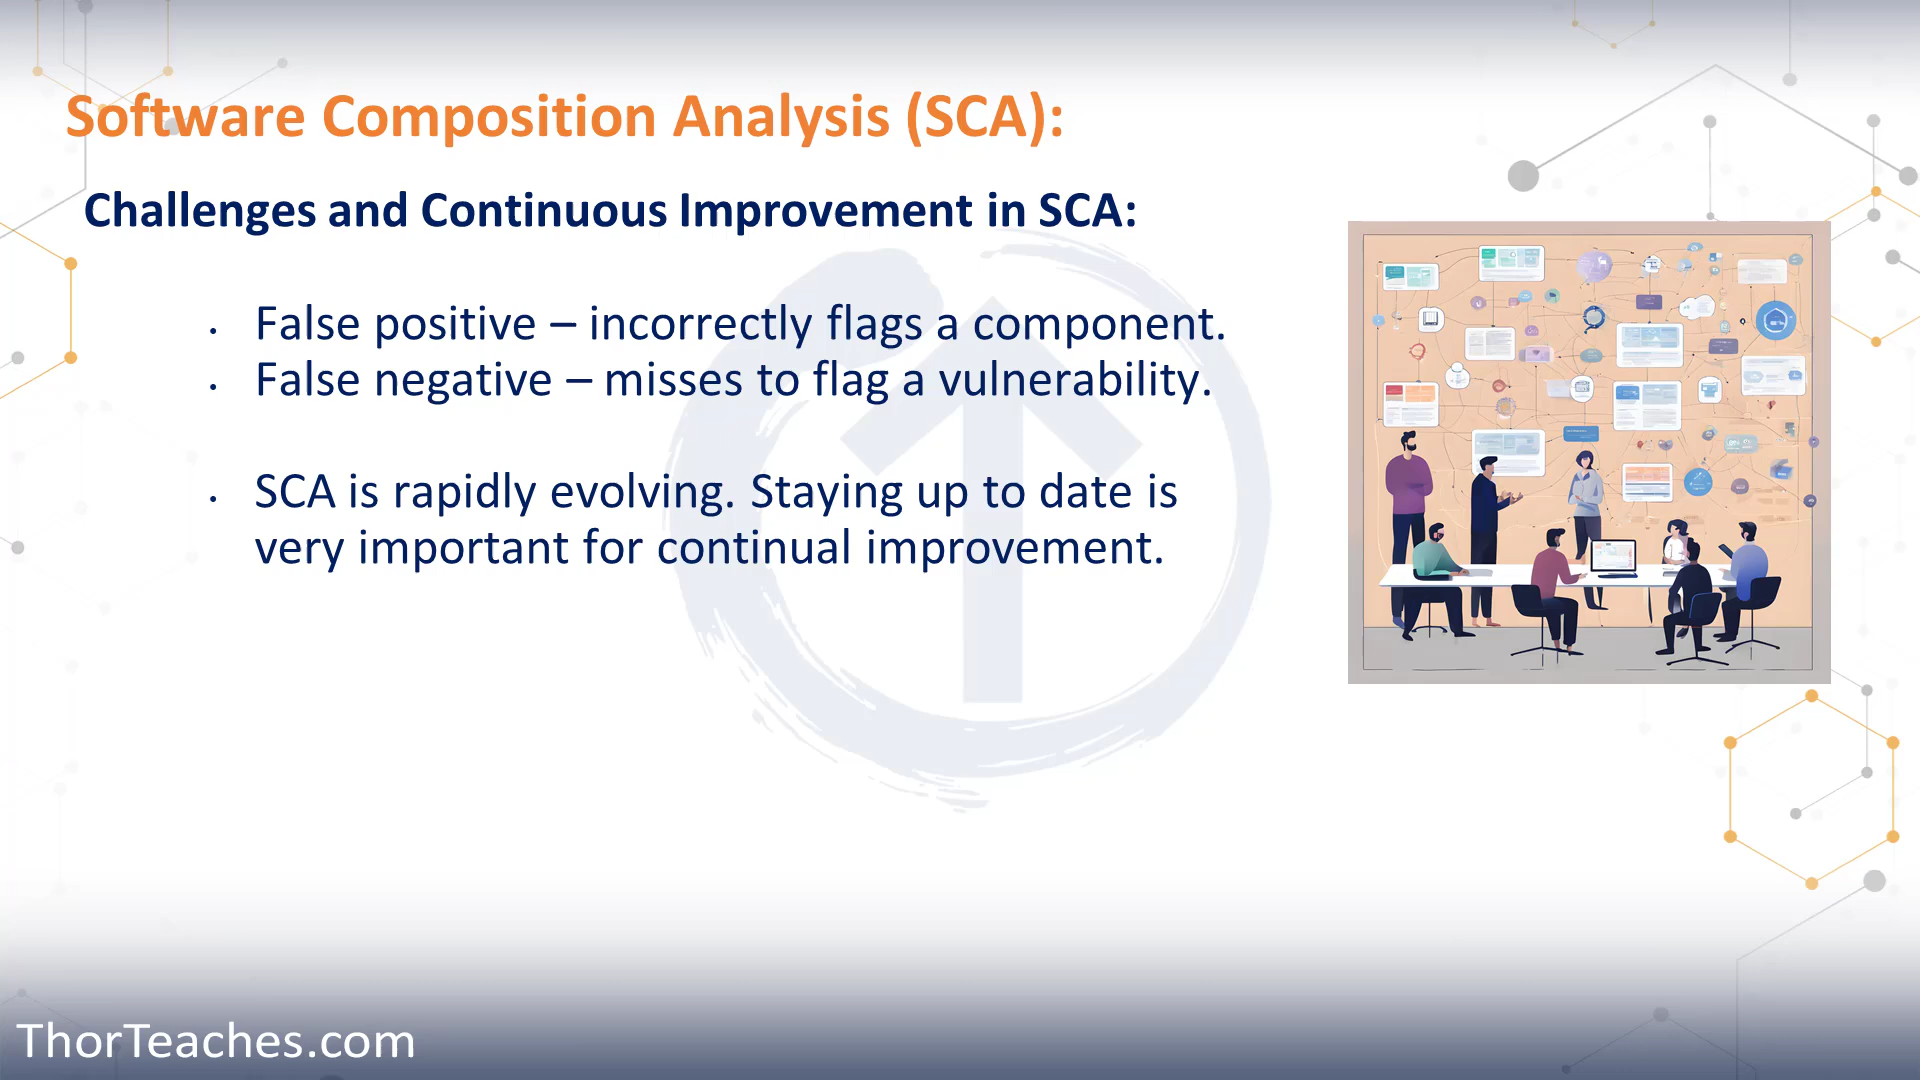 Software Composition Analysis (SCA):
Challenges and Continuous Improvement in SCA:
• False positive – incorrectly flags a component.
• False negative – misses to flag a vulnerability.
• SCA is rapidly evolving. Staying up to date is
very important for continual improvement.
ThorTeaches.com